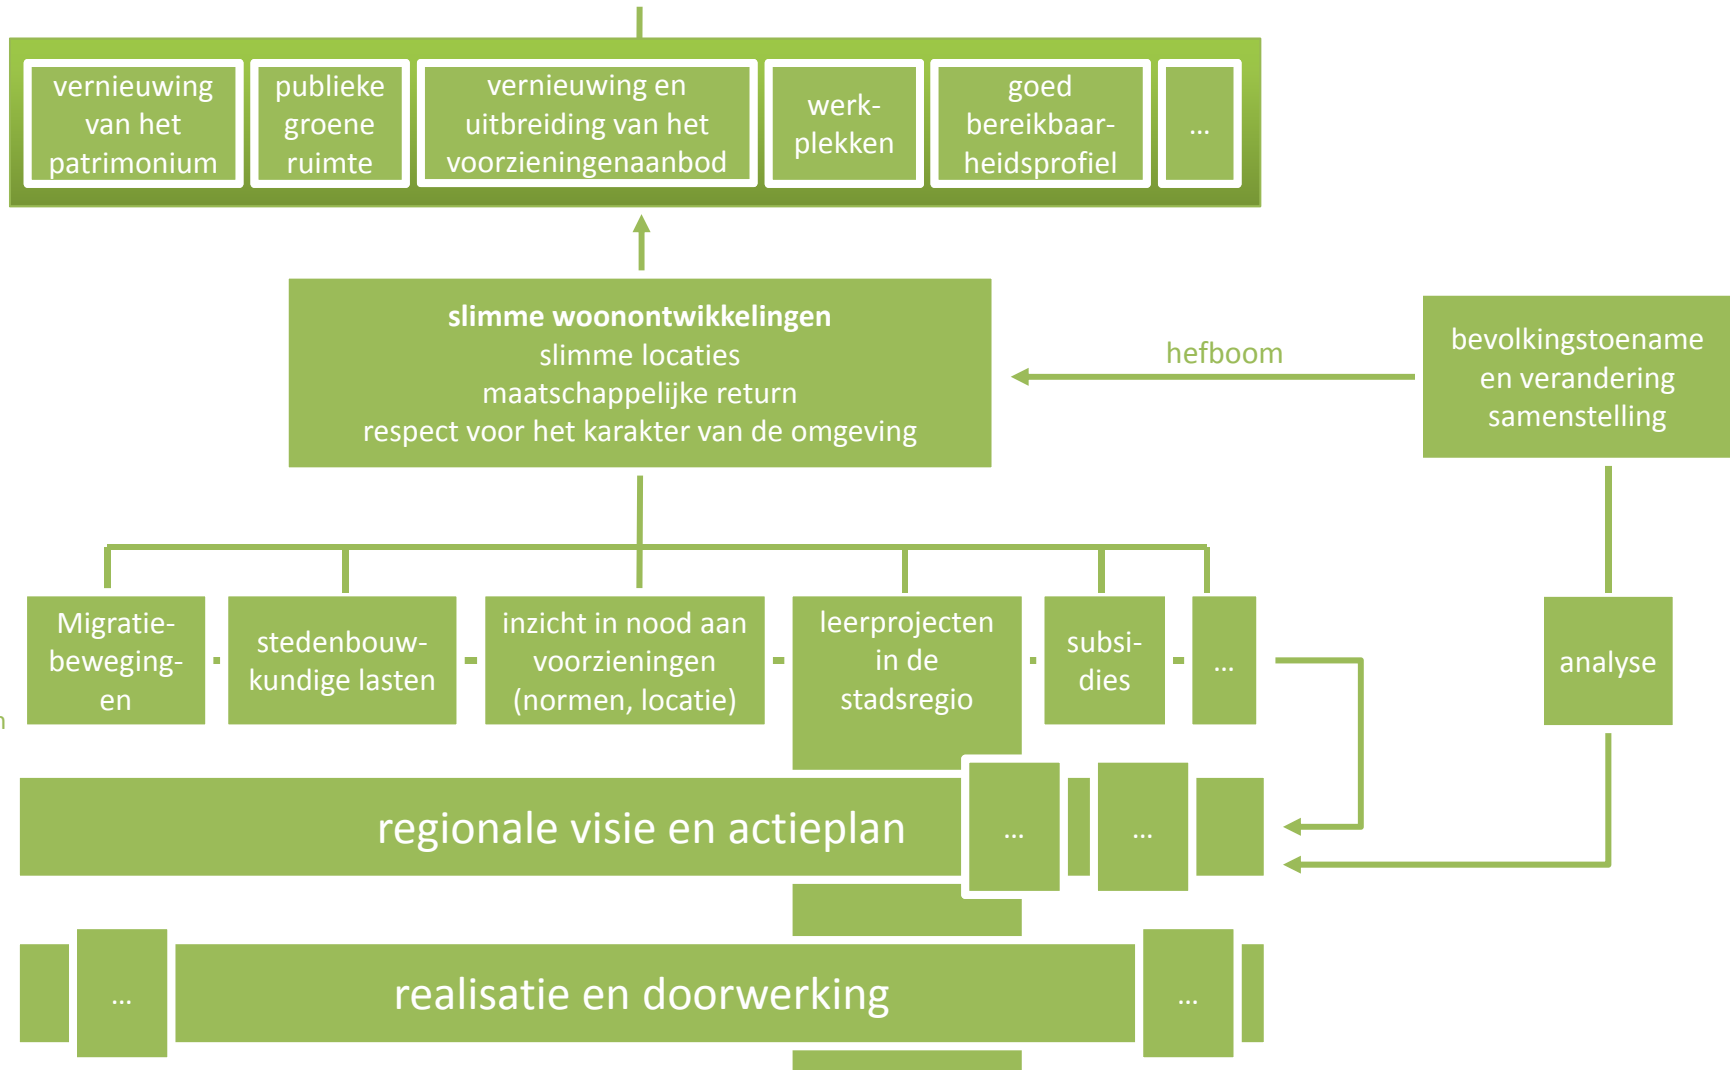 vernieuwing
van het
patrimonium
publieke
groene
ruimte
vernieuwing en
uitbreiding van het
voorzieningenaanbod
werk-
plekken
goed
bereikbaar-
heidsprofiel
...
slimme woonontwikkelingen
slimme locaties
maatschappelijke return
respect voor het karakter van de omgeving
hefboom
bevolkingstoename
en verandering
samenstelling
Migratie-
beweging-
en
stedenbouw-
kundige lasten
inzicht in nood aan
voorzieningen
(normen, locatie)
leerprojecten
in de
stadsregio
subsi-
dies
...
analyse
regionale visie en actieplan
...
...
...
realisatie en doorwerking
...